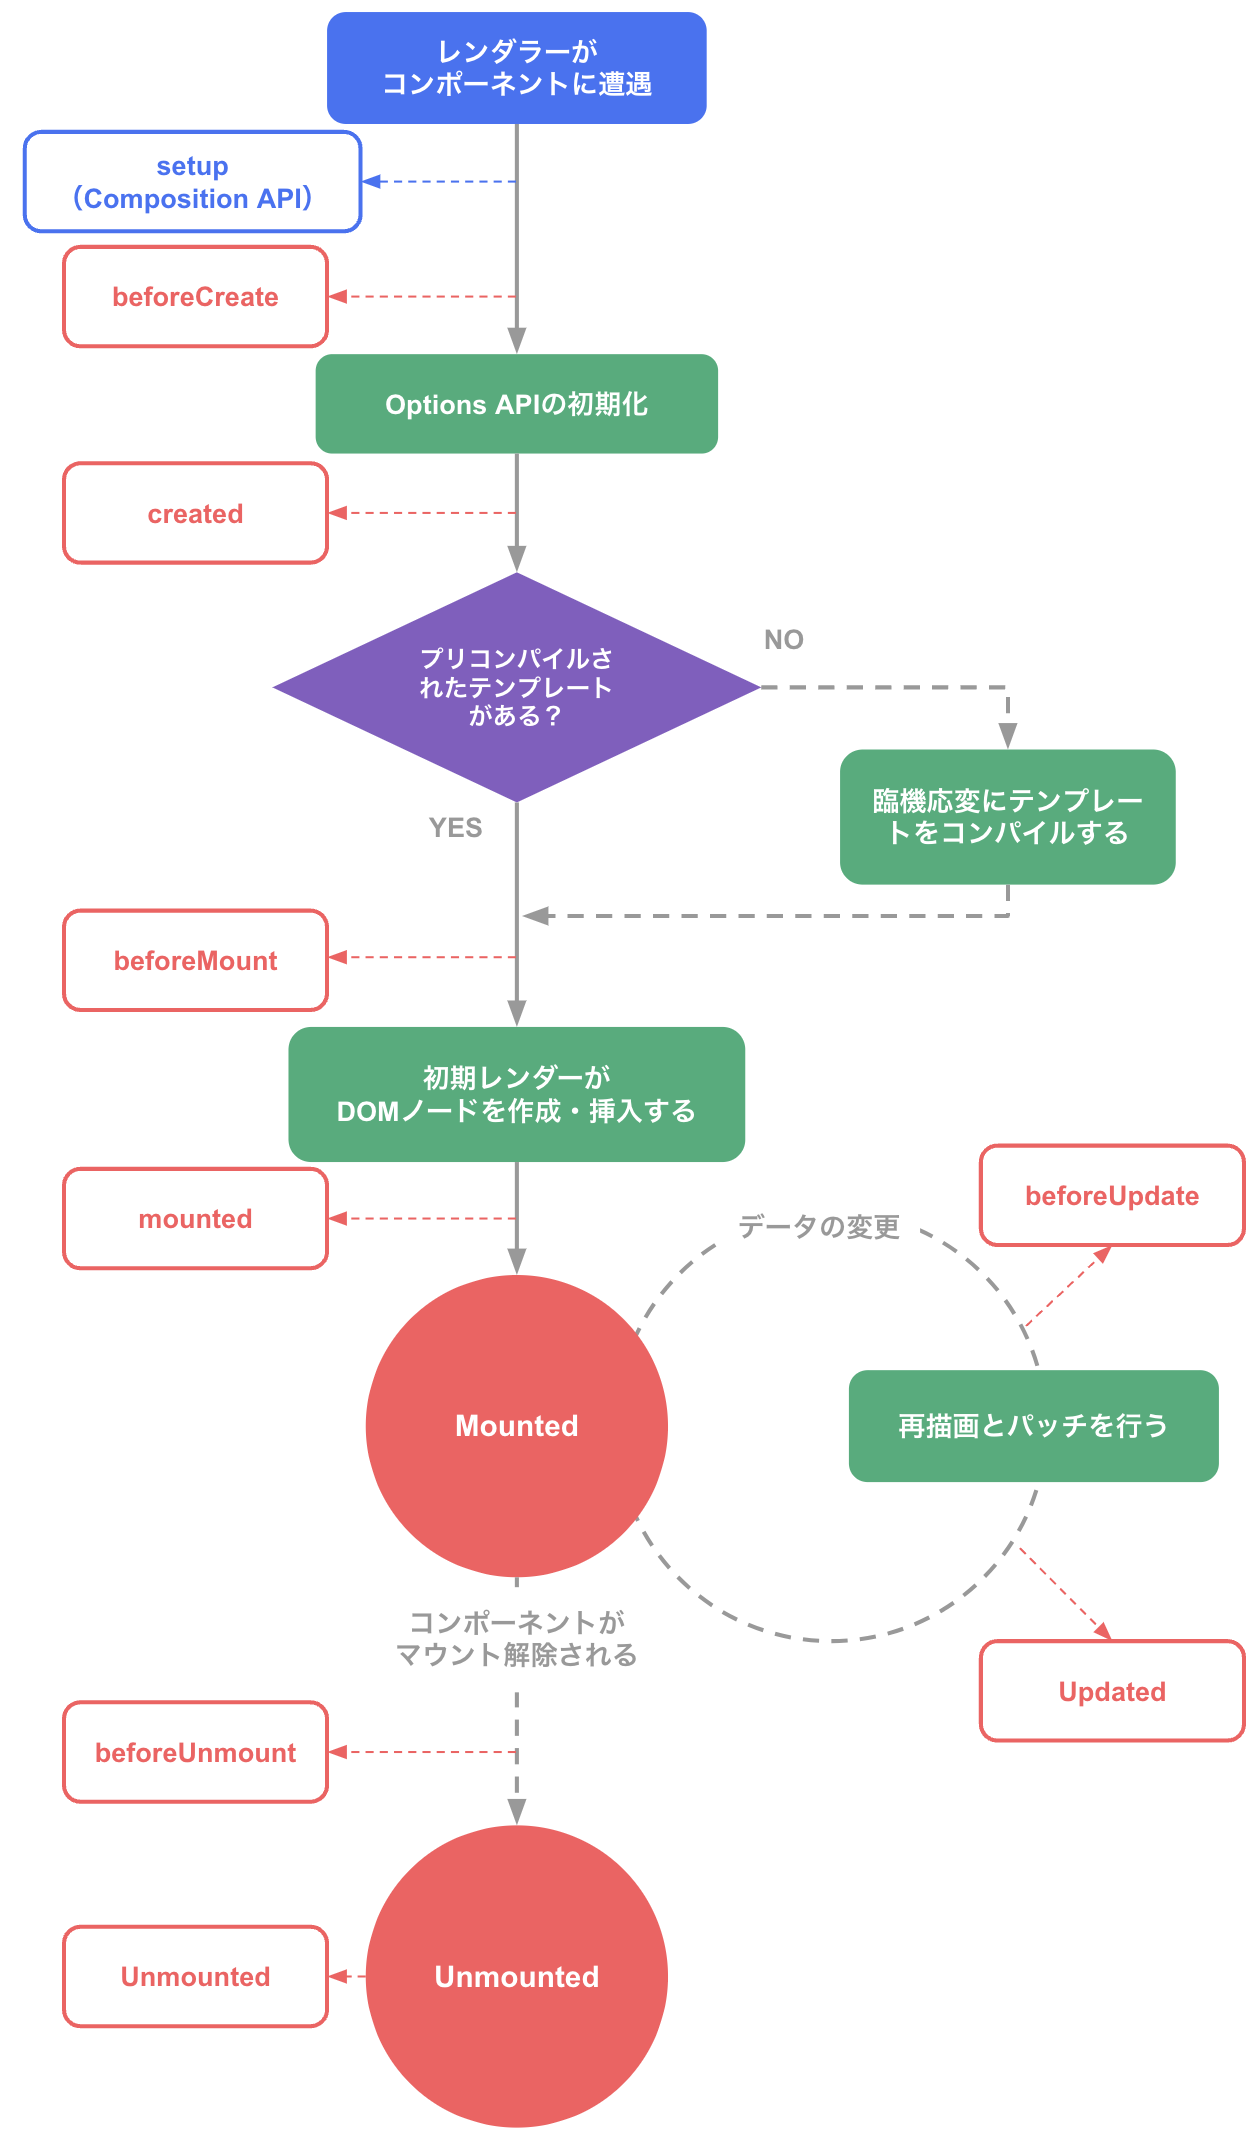 レンダラーが
コンポーネントに遭遇
setup
（Composition API）
beforeCreate
Options APIの初期化
created
プリコンパイルさ
れたテンプレート
がある？
NO
臨機応変にテンプレー
トをコンパイルする
YES
beforeMount
初期レンダーが
DOMノードを作成・挿入する
mounted
データの変更
beforeUpdate
Mounted
再描画とパッチを行う
コンポーネントが
マウント解除される
Updated
beforeUnmount
Unmounted
Unmounted